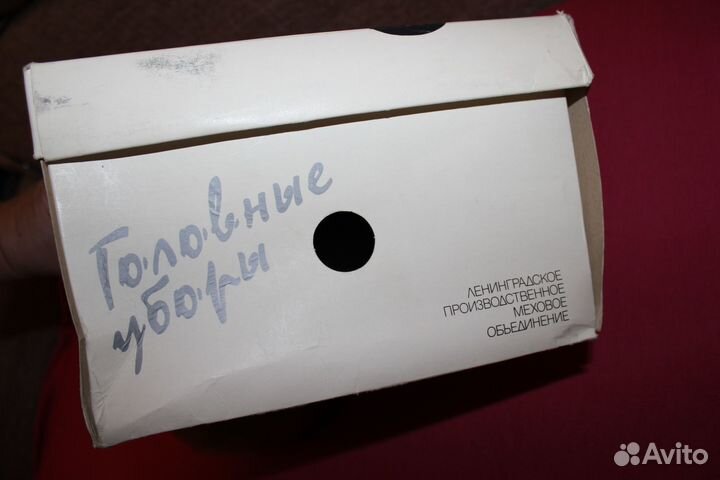 Головные
уборы
ЛЕНИНГРАДСКОЕ
ПРОИЗВОДСТВЕННОЕ
МЕХОВОЕ
ОБЪЕДИНЕНИЕ
Avito